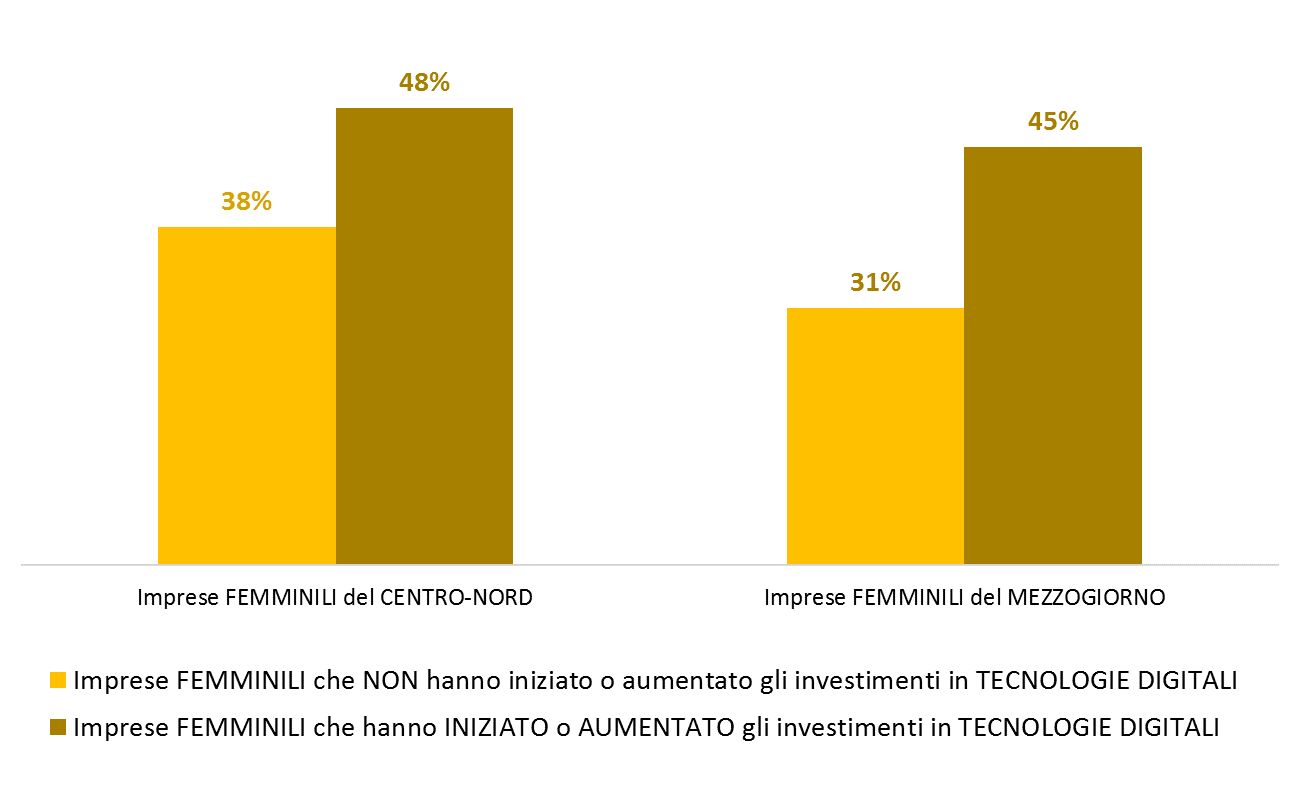 48%
45%
38%
31%
Imprese FEMMINILI del CENTRO-NORD
Imprese FEMMINILI del MEZZOGIORNO
Imprese FEMMINILI che NON hanno iniziato o aumentato gli investimenti in TECNOLOGIE DIGITALI
Imprese FEMMINILI che hanno INIZIATO o AUMENTATO gli investimenti in TECNOLOGIE DIGITALI